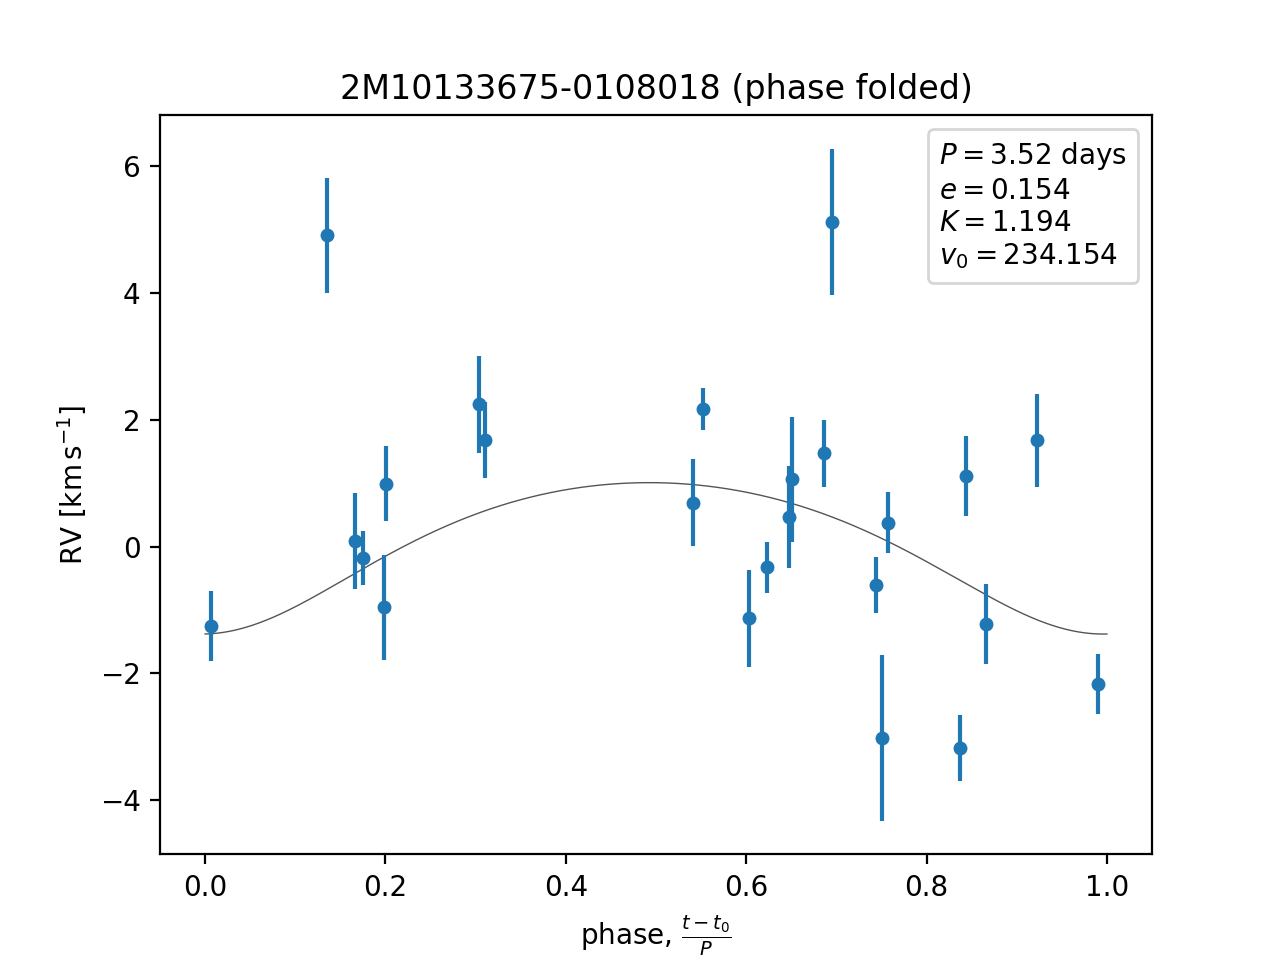 2M10133675-0108018 (phase folded)
P = 3.52 days
e = 0.154
K = 1.194
v₀ = 234.154
6
4
2
0
−2
−4
RV [km s⁻¹]
0.0 0.2 0.4 0.6 0.8 1.0
phase, (t − t₀)/P